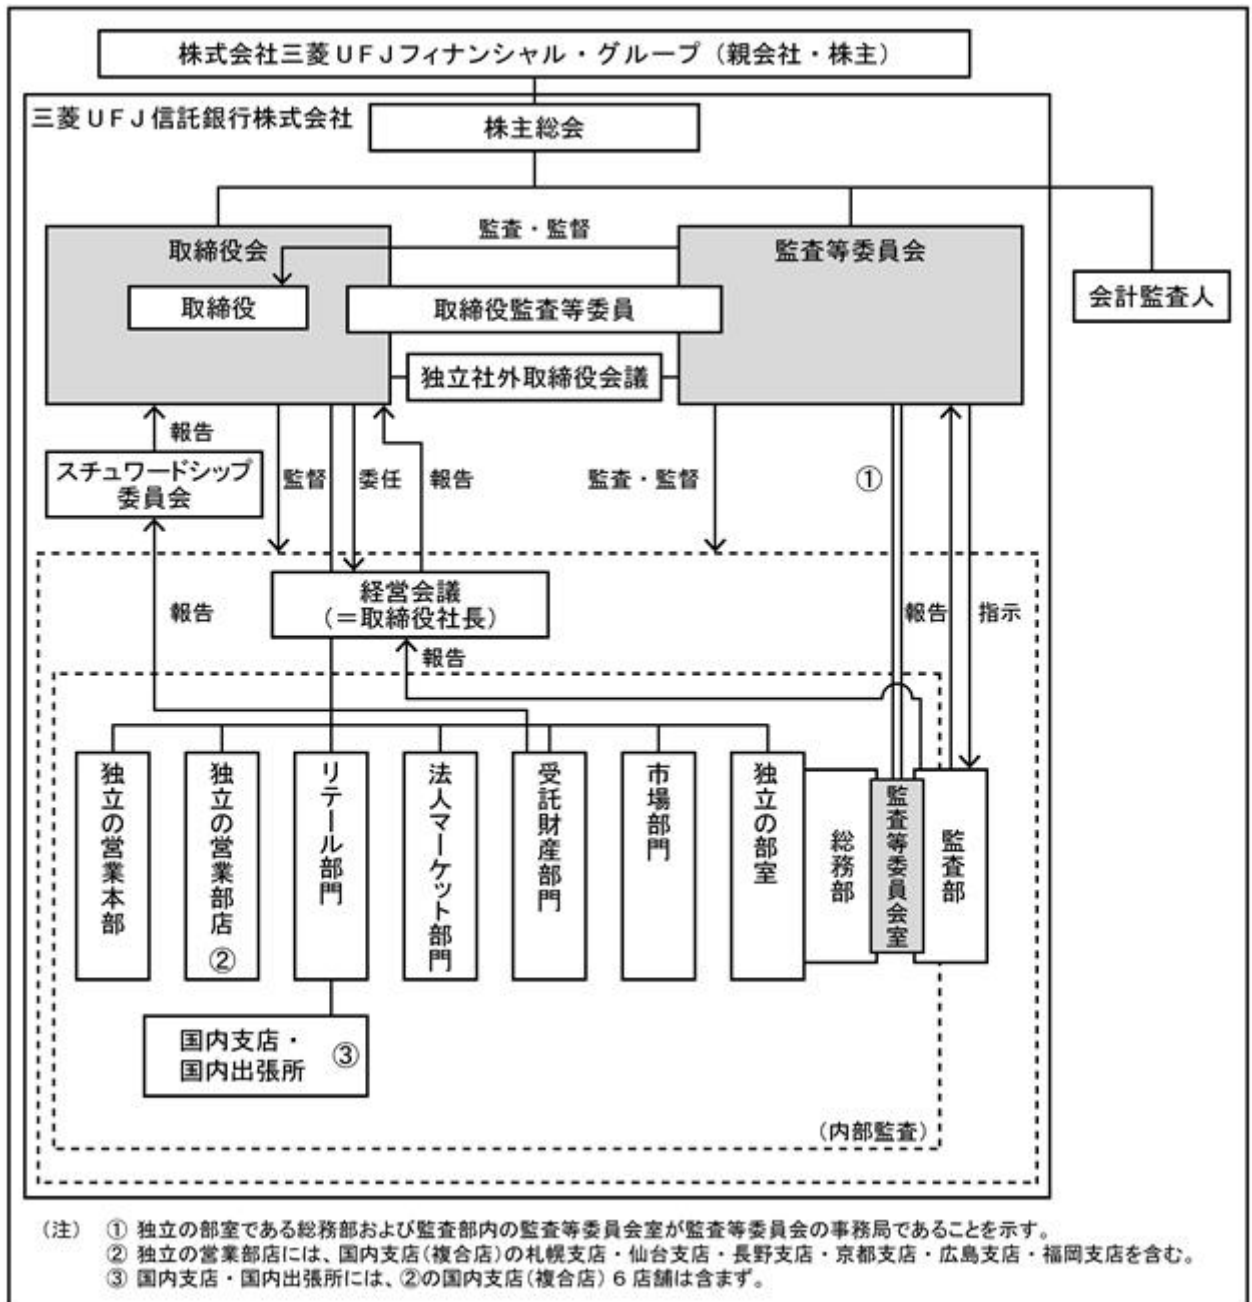 株式会社三菱UFJフィナンシャル・グループ（親会社・株主）
三菱UFJ信託銀行株式会社
株主総会
取締役会
監査・監督
監査等委員会
取締役
取締役監査等委員
会計監査人
独立社外取締役会議
報告
スチュワードシップ
委員会
監督
委任
報告
監査・監督
①
経営会議
（＝取締役社長）
報告
報告
報告
指示
独立の営業本部
独立の営業部店
②
リテール部門
法人マーケット部門
受託財産部門
市場部門
独立の部室
総務部
監査等委員会室
監査部
国内支店・
国内出張所
③
（内部監査）
（注） ① 独立の部室である総務部および監査部内の監査等委員会室が監査等委員会の事務局であることを示す。
② 独立の営業部店には、国内支店（複合店）の札幌支店・仙台支店・長野支店・京都支店・広島支店・福岡支店を含む。
③ 国内支店・国内出張所には、②の国内支店（複合店）６店舗は含まず。